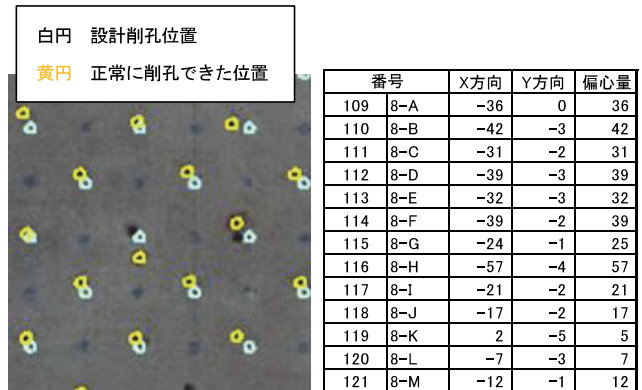 白円 設計削孔位置
黄円 正常に削孔できた位置
番号 X方向 Y方向 偏心量
109 8-A -36 0 36
110 8-B -42 -3 42
111 8-C -31 -2 31
112 8-D -39 -3 39
113 8-E -32 -3 32
114 8-F -39 -2 39
115 8-G -24 -1 25
116 8-H -57 -4 57
117 8-I -21 -2 21
118 8-J -17 -2 17
119 8-K 2 -5 5
120 8-L -7 -3 7
121 8-M -12 -1 12